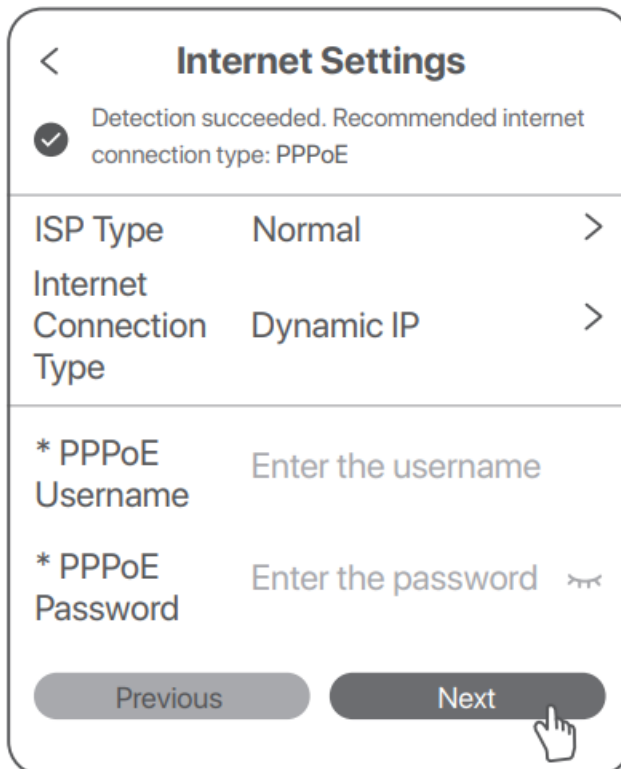 Internet Settings
Detection succeeded. Recommended internet
connection type: PPPoE
ISP Type Normal
Internet
Connection Dynamic IP
Type
* PPPoE
Username
Enter the username
* PPPoE
Password
Enter the password
Previous Next